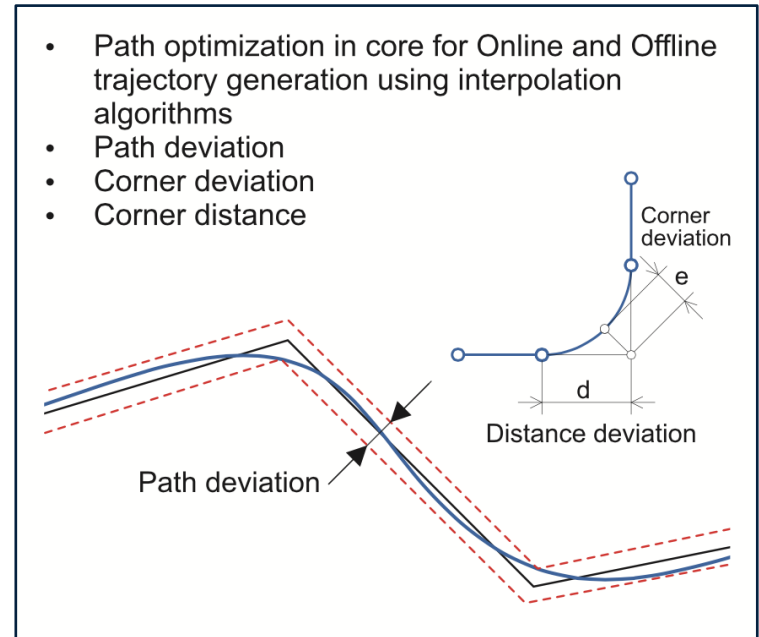 • Path optimization in core for Online and Offline
trajectory generation using interpolation
algorithms
• Path deviation
• Corner deviation
• Corner distance
Corner
deviation
e
d
Distance deviation
Path deviation